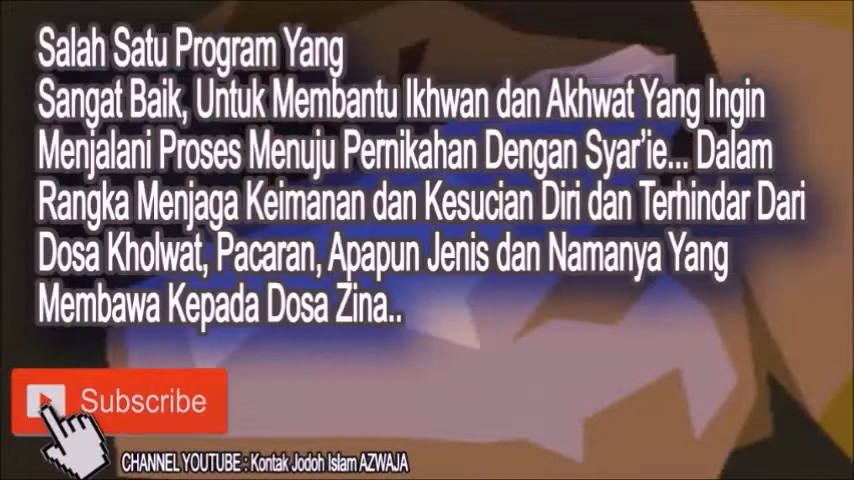 Salah Satu Program Yang
Sangat Baik, Untuk Membantu Ikhwan dan Akhwat Yang Ingin
Menjalani Proses Menuju Pernikahan Dengan Syar'ie... Dalam
Rangka Menjaga Keimanan dan Kesucian Diri dan Terhindar Dari
Dosa Kholwat, Pacaran, Apapun Jenis dan Namanya Yang
Membawa Kepada Dosa Zina..
Subscribe
CHANNEL YOUTUBE : Kontak Jodoh Islam AZWAJA